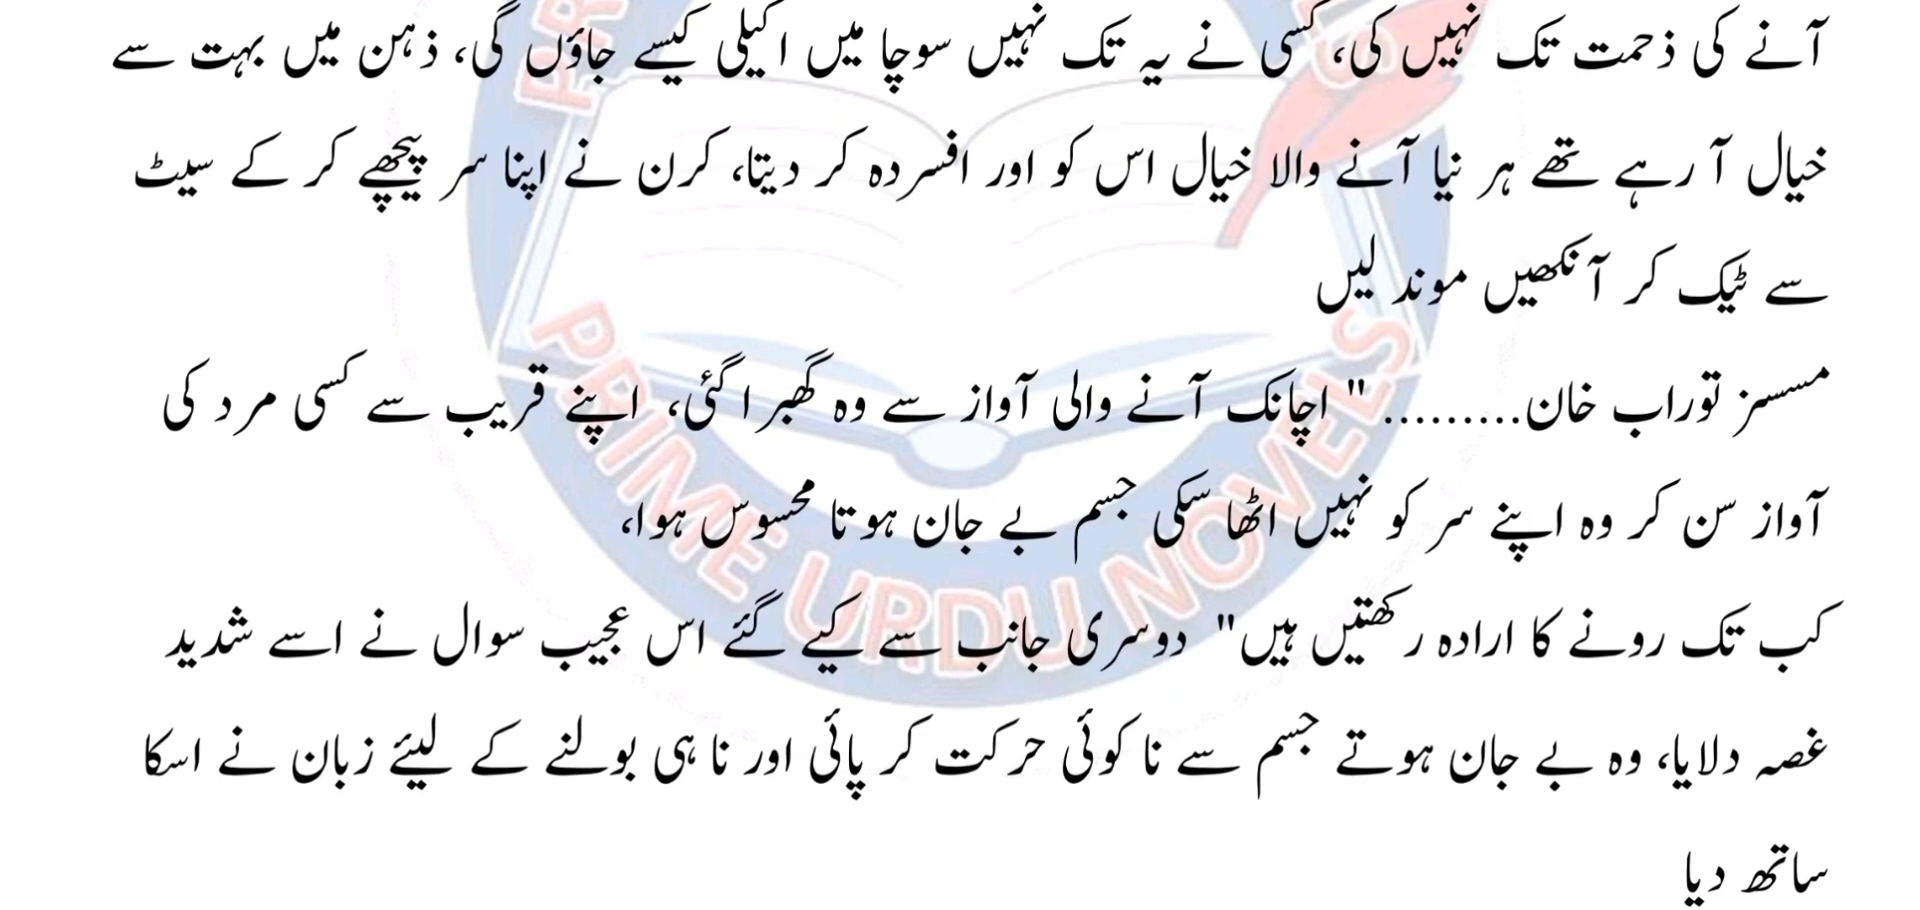 آنے کی ذحمت تک نہیں کی، کسی نے یہ تک نہیں سوچا میں اکیلی کیسے جاؤں گی، ذہن میں بہت سے
خیال آ رہے تھے ہر نیا آنے والا خیال اس کو اور افسردہ کر دیتا، کرن نے اپنا سر پیچھے کر کے سیٹ
سے ٹیک کر آنکھیں موند لیں
مسسز توراب خان......... " اچانک آنے والی آواز سے وہ گھبرا گئی، اپنے قریب سے کسی مرد کی
آواز سن کر وہ اپنے سر کو نہیں اٹھا سکی جسم بے جان ہوتا محسوس ہوا،
کب تک رونے کا ارادہ رکھتیں ہیں" دوسری جانب سے کیے گئے اس عجیب سوال نے اسے شدید
غصہ دلایا، وہ بے جان ہوتے جسم سے نا کوئی حرکت کر پائی اور نا ہی بولنے کے لیئے زبان نے اسکا
ساتھ دیا
PRIME URDU NOVELS